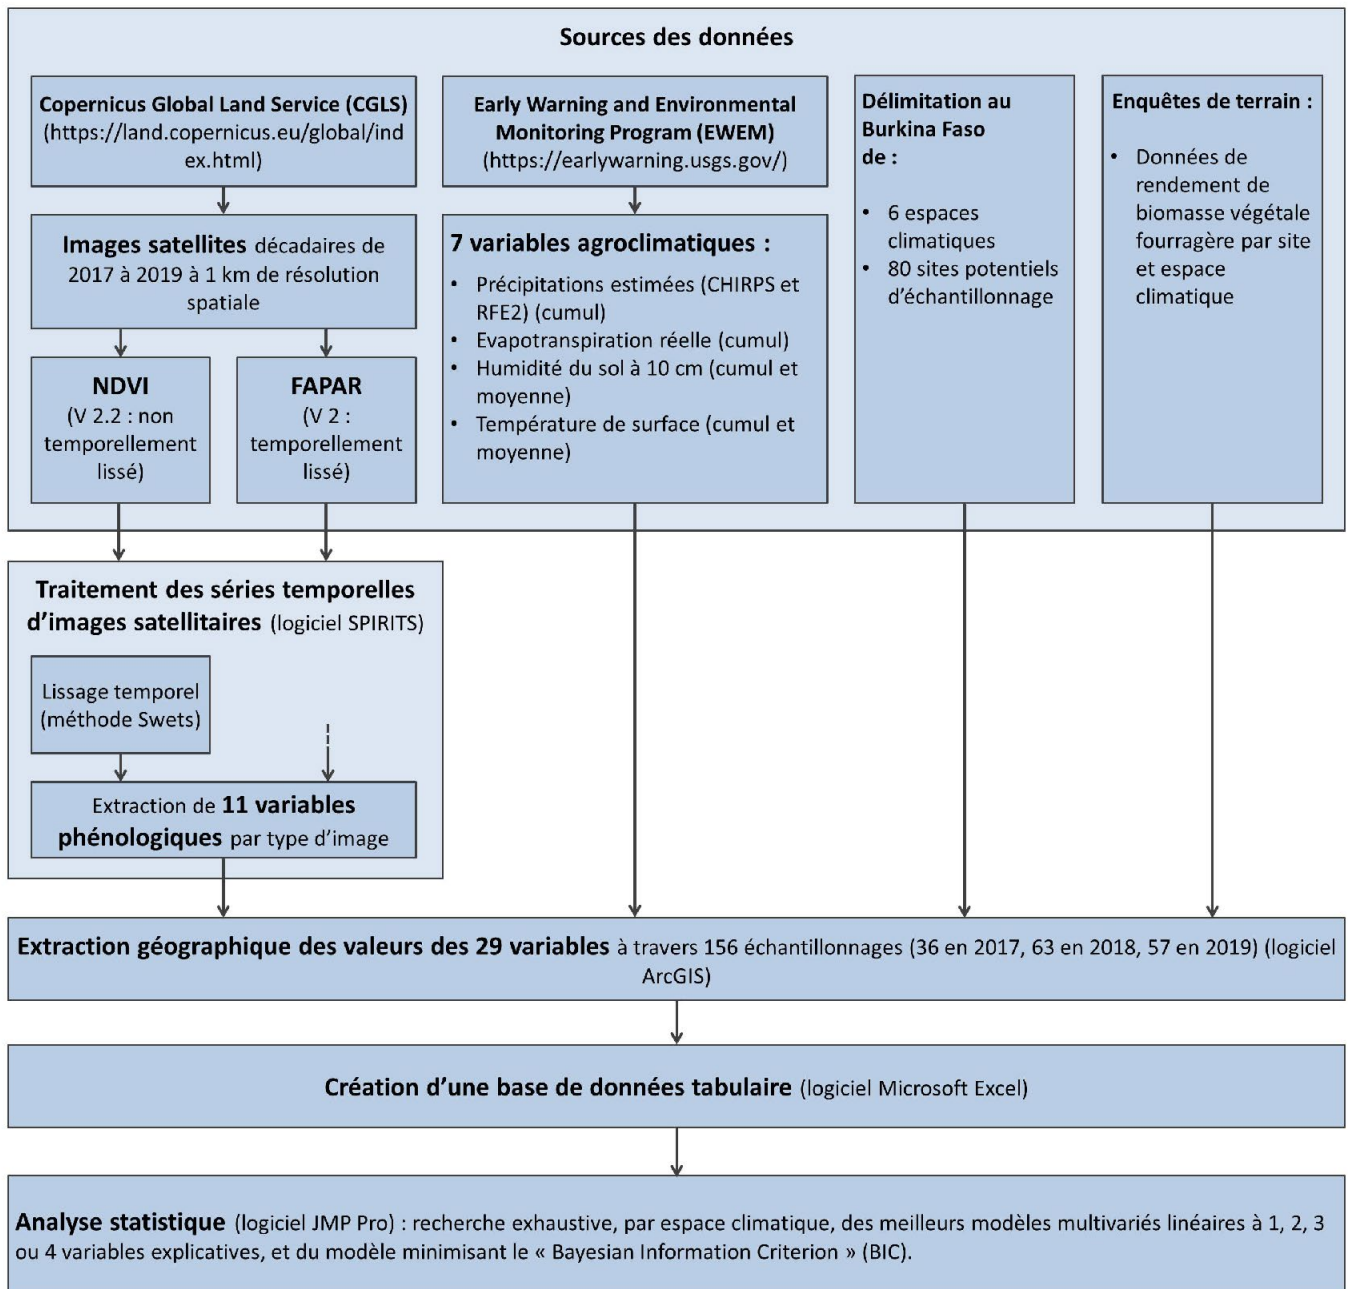 Sources des données
Copernicus Global Land Service (CGLS)
(https://land.copernicus.eu/global/ind
ex.html)
Early Warning and Environmental
Monitoring Program (EWEM)
(https://earlywarning.usgs.gov/)
Délimitation au
Burkina Faso
de :
• 6 espaces
climatiques
• 80 sites potentiels
d'échantillonnage
Enquêtes de terrain :
• Données de
rendement de
biomasse végétale
fourragère par site
et espace
climatique
Images satellites décadaires de
2017 à 2019 à 1 km de résolution
spatiale
7 variables agroclimatiques :
• Précipitations estimées (CHIRPS et
RFE2) (cumul)
• Evapotranspiration réelle (cumul)
• Humidité du sol à 10 cm (cumul et
moyenne)
• Température de surface (cumul et
moyenne)
NDVI
(V 2.2 : non
temporellement
lissé)
FAPAR
(V 2 :
temporellement
lissé)
Traitement des séries temporelles
d'images satellitaires (logiciel SPIRITS)
Lissage temporel
(méthode Swets)
Extraction de 11 variables
phénologiques par type d'image
Extraction géographique des valeurs des 29 variables à travers 156 échantillonnages (36 en 2017, 63 en 2018, 57 en 2019) (logiciel
ArcGIS)
Création d'une base de données tabulaire (logiciel Microsoft Excel)
Analyse statistique (logiciel JMP Pro) : recherche exhaustive, par espace climatique, des meilleurs modèles multivariés linéaires à 1, 2, 3
ou 4 variables explicatives, et du modèle minimisant le « Bayesian Information Criterion » (BIC).